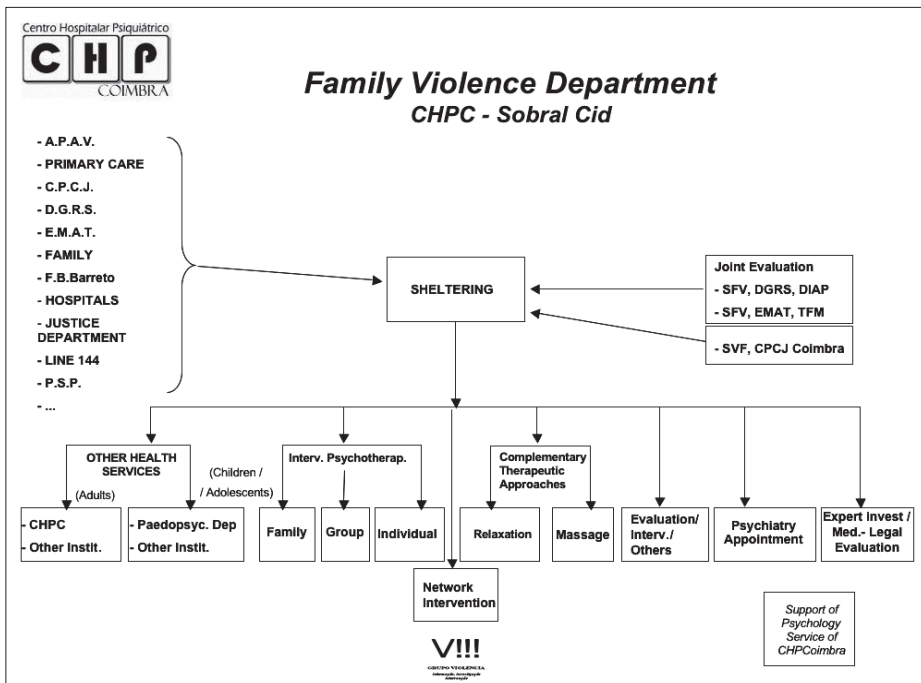 Centro Hospitalar Psiquiátrico
C H P
COIMBRA
Family Violence Department
CHPC - Sobral Cid
- A.P.A.V.
- PRIMARY CARE
- C.P.C.J.
- D.G.R.S.
- E.M.A.T.
- FAMILY
- F.B.Barreto
- HOSPITALS
- JUSTICE
DEPARTMENT
- LINE 144
- P.S.P.
- ...
SHELTERING
Joint Evaluation
- SFV, DGRS, DIAP
- SFV, EMAT, TFM
- SVF, CPCJ Coimbra
OTHER HEALTH
SERVICES
(Adults)
(Children /
/ Adolescents)
- CHPC
- Other Instit.
- Paedopsyc. Dep
- Other Instit.
Interv. Psychotherap.
Family
Group
Individual
Complementary
Therapeutic
Approaches
Relaxation
Massage
Evaluation/
Interv./
Others
Psychiatry
Appointment
Expert Invest /
Med.- Legal
Evaluation
Network
Intervention
V!!!
GRUPO VIOLÊNCIA
Informação, Investigação
Intervenção
Support of
Psychology
Service of
CHPCoimbra